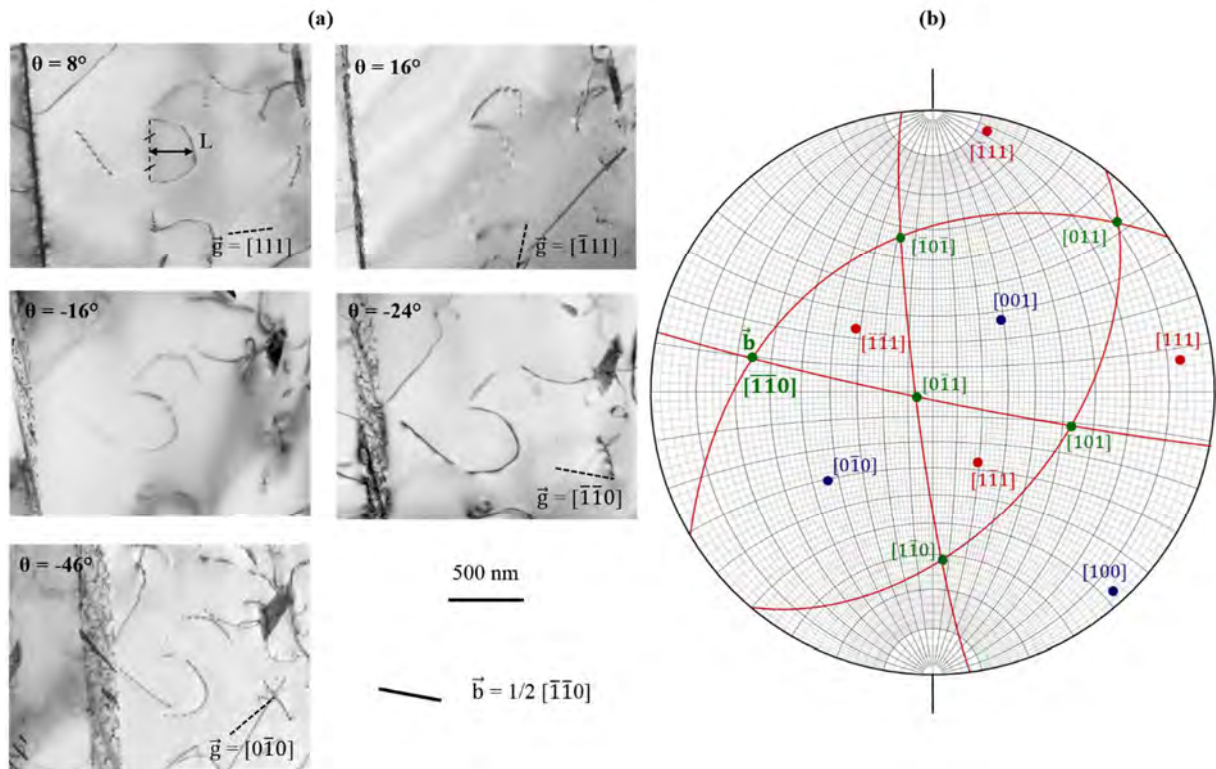 (a)
(b)
θ = 8°
L
g⃗ = [111]
θ = 16°
g⃗ = [1̄11]
θ = -16°
θ = -24°
g⃗ = [1̄1̄0]
θ = -46°
g⃗ = [01̄0]
500 nm
b⃗ = 1/2 [1̄1̄0]
[1̄11]
[011]
[1̄01̄]
[001]
[1̄1̄1]
[111]
b⃗
[1̄1̄0]
[01̄1]
[101]
[01̄0]
[11̄1]
[11̄0]
[100]